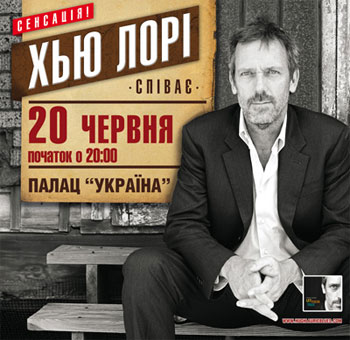 СЕНСАЦІЯ!
ХЬЮ ЛОРІ
·СПІВАЄ·
20 ЧЕРВНЯ
початок о 20:00
ПАЛАЦ “УКРАЇНА”